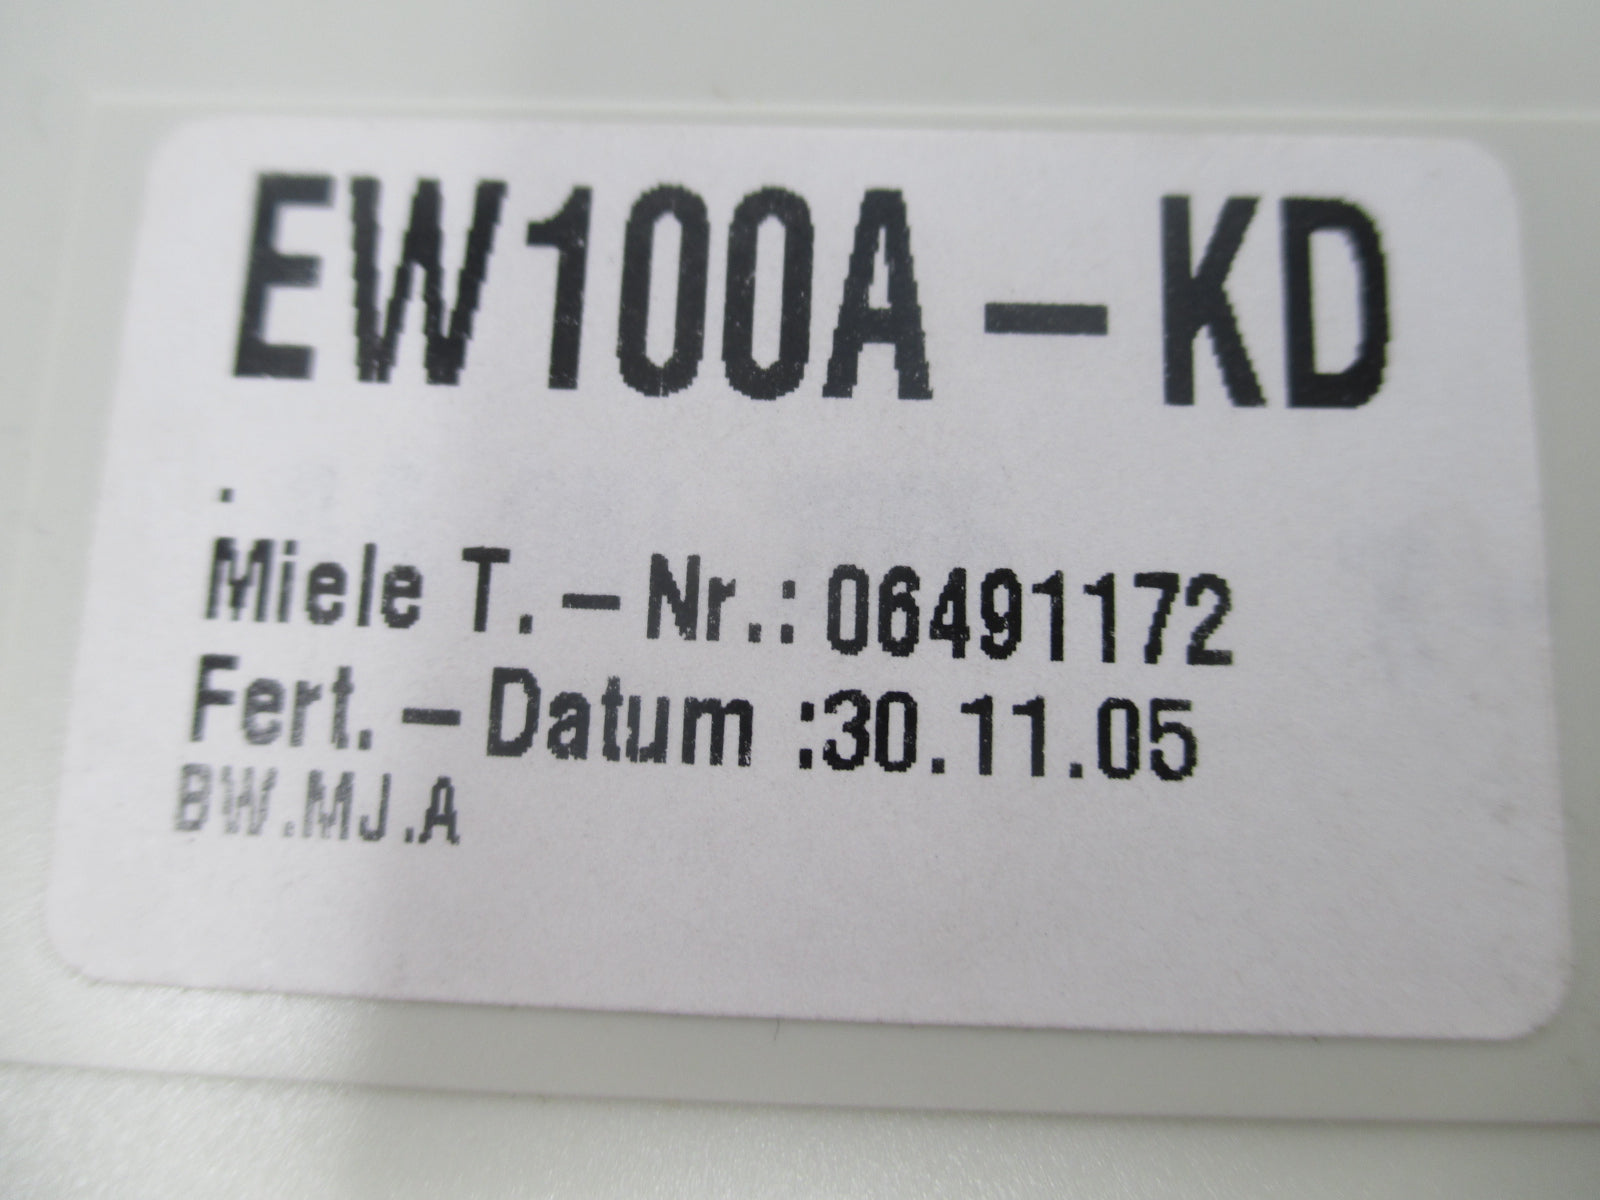 EW100A-KD
.
Miele T.-Nr.: 06491172
Fert.-Datum :30.11.05
BW.MJ.A